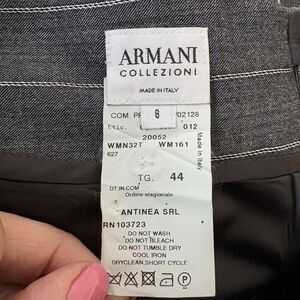 ARMANI
COLLEZIONI
MADE IN ITALY
8
COM. 02128
Etic. 012
20052
WMN32T WM161
627
Made in Italy
TG. 44
DT.IN.COM
Ordine stagionale
ANTINEA SRL
RN103723
DO NOT WASH
DO NOT BLEACH
DO NOT TUMBLE DRY
COOL IRON
DRYCLEAN,SHORT CYCLE